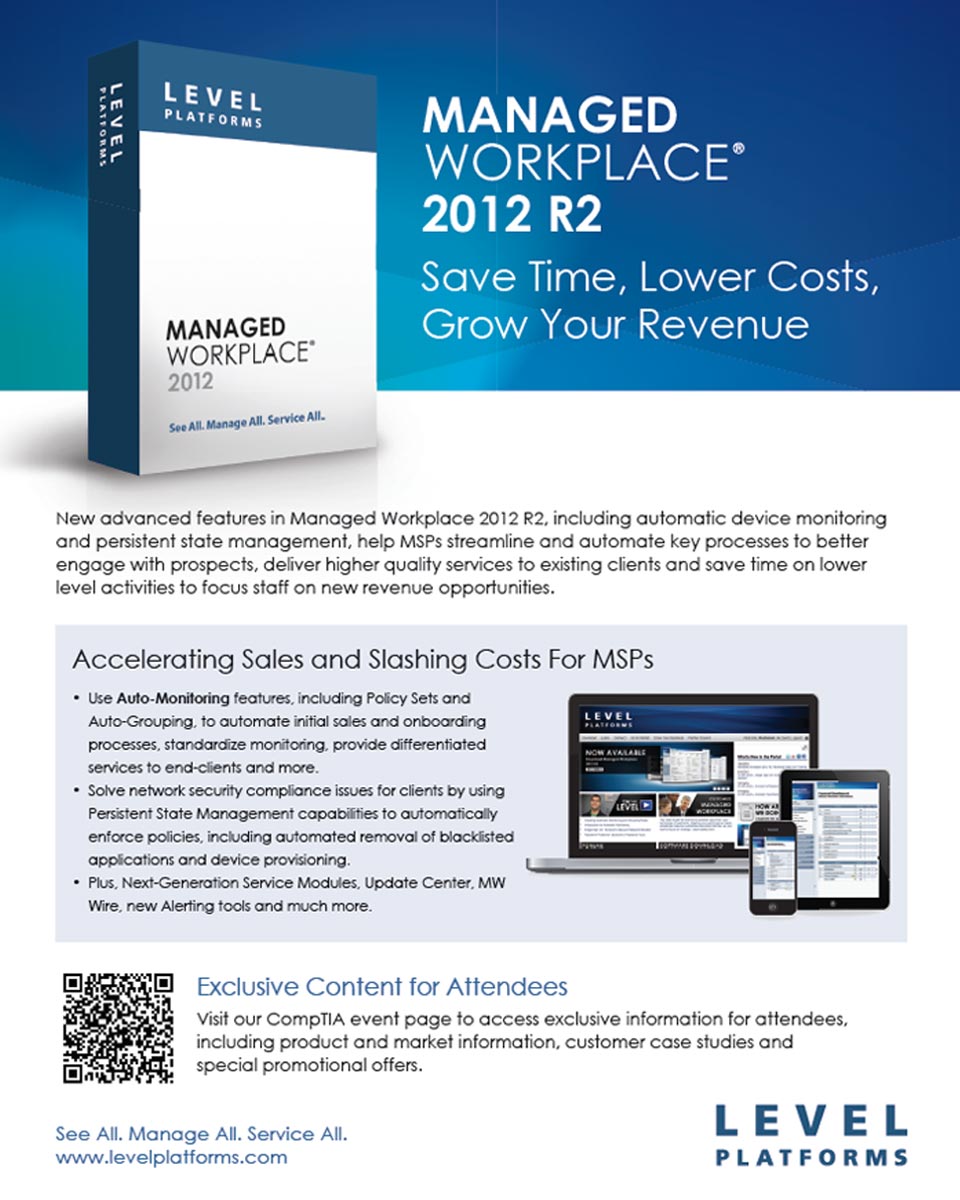 LEVEL
PLATFORMS
LEVEL
PLATFORMS
MANAGED
WORKPLACE®
2012
See All. Manage All. Service All.
MANAGED
WORKPLACE®
2012 R2
Save Time, Lower Costs,
Grow Your Revenue
New advanced features in Managed Workplace 2012 R2, including automatic device monitoring
and persistent state management, help MSPs streamline and automate key processes to better
engage with prospects, deliver higher quality services to existing clients and save time on lower
level activities to focus staff on new revenue opportunities.
Accelerating Sales and Slashing Costs For MSPs
• Use Auto-Monitoring features, including Policy Sets and
Auto-Grouping, to automate initial sales and onboarding
processes, standardize monitoring, provide differentiated
services to end-clients and more.
• Solve network security compliance issues for clients by using
Persistent State Management capabilities to automatically
enforce policies, including automated removal of blacklisted
applications and device provisioning.
• Plus, Next-Generation Service Modules, Update Center, MW
Wire, new Alerting tools and much more.
LEVEL
PLATFORMS
NOW AVAILABLE
LEVEL
MANAGED
WORKPLACE
HOW
SOFTWARE DOWNLOAD
Exclusive Content for Attendees
Visit our CompTIA event page to access exclusive information for attendees,
including product and market information, customer case studies and
special promotional offers.
See All. Manage All. Service All.
www.levelplatforms.com
LEVEL
PLATFORMS